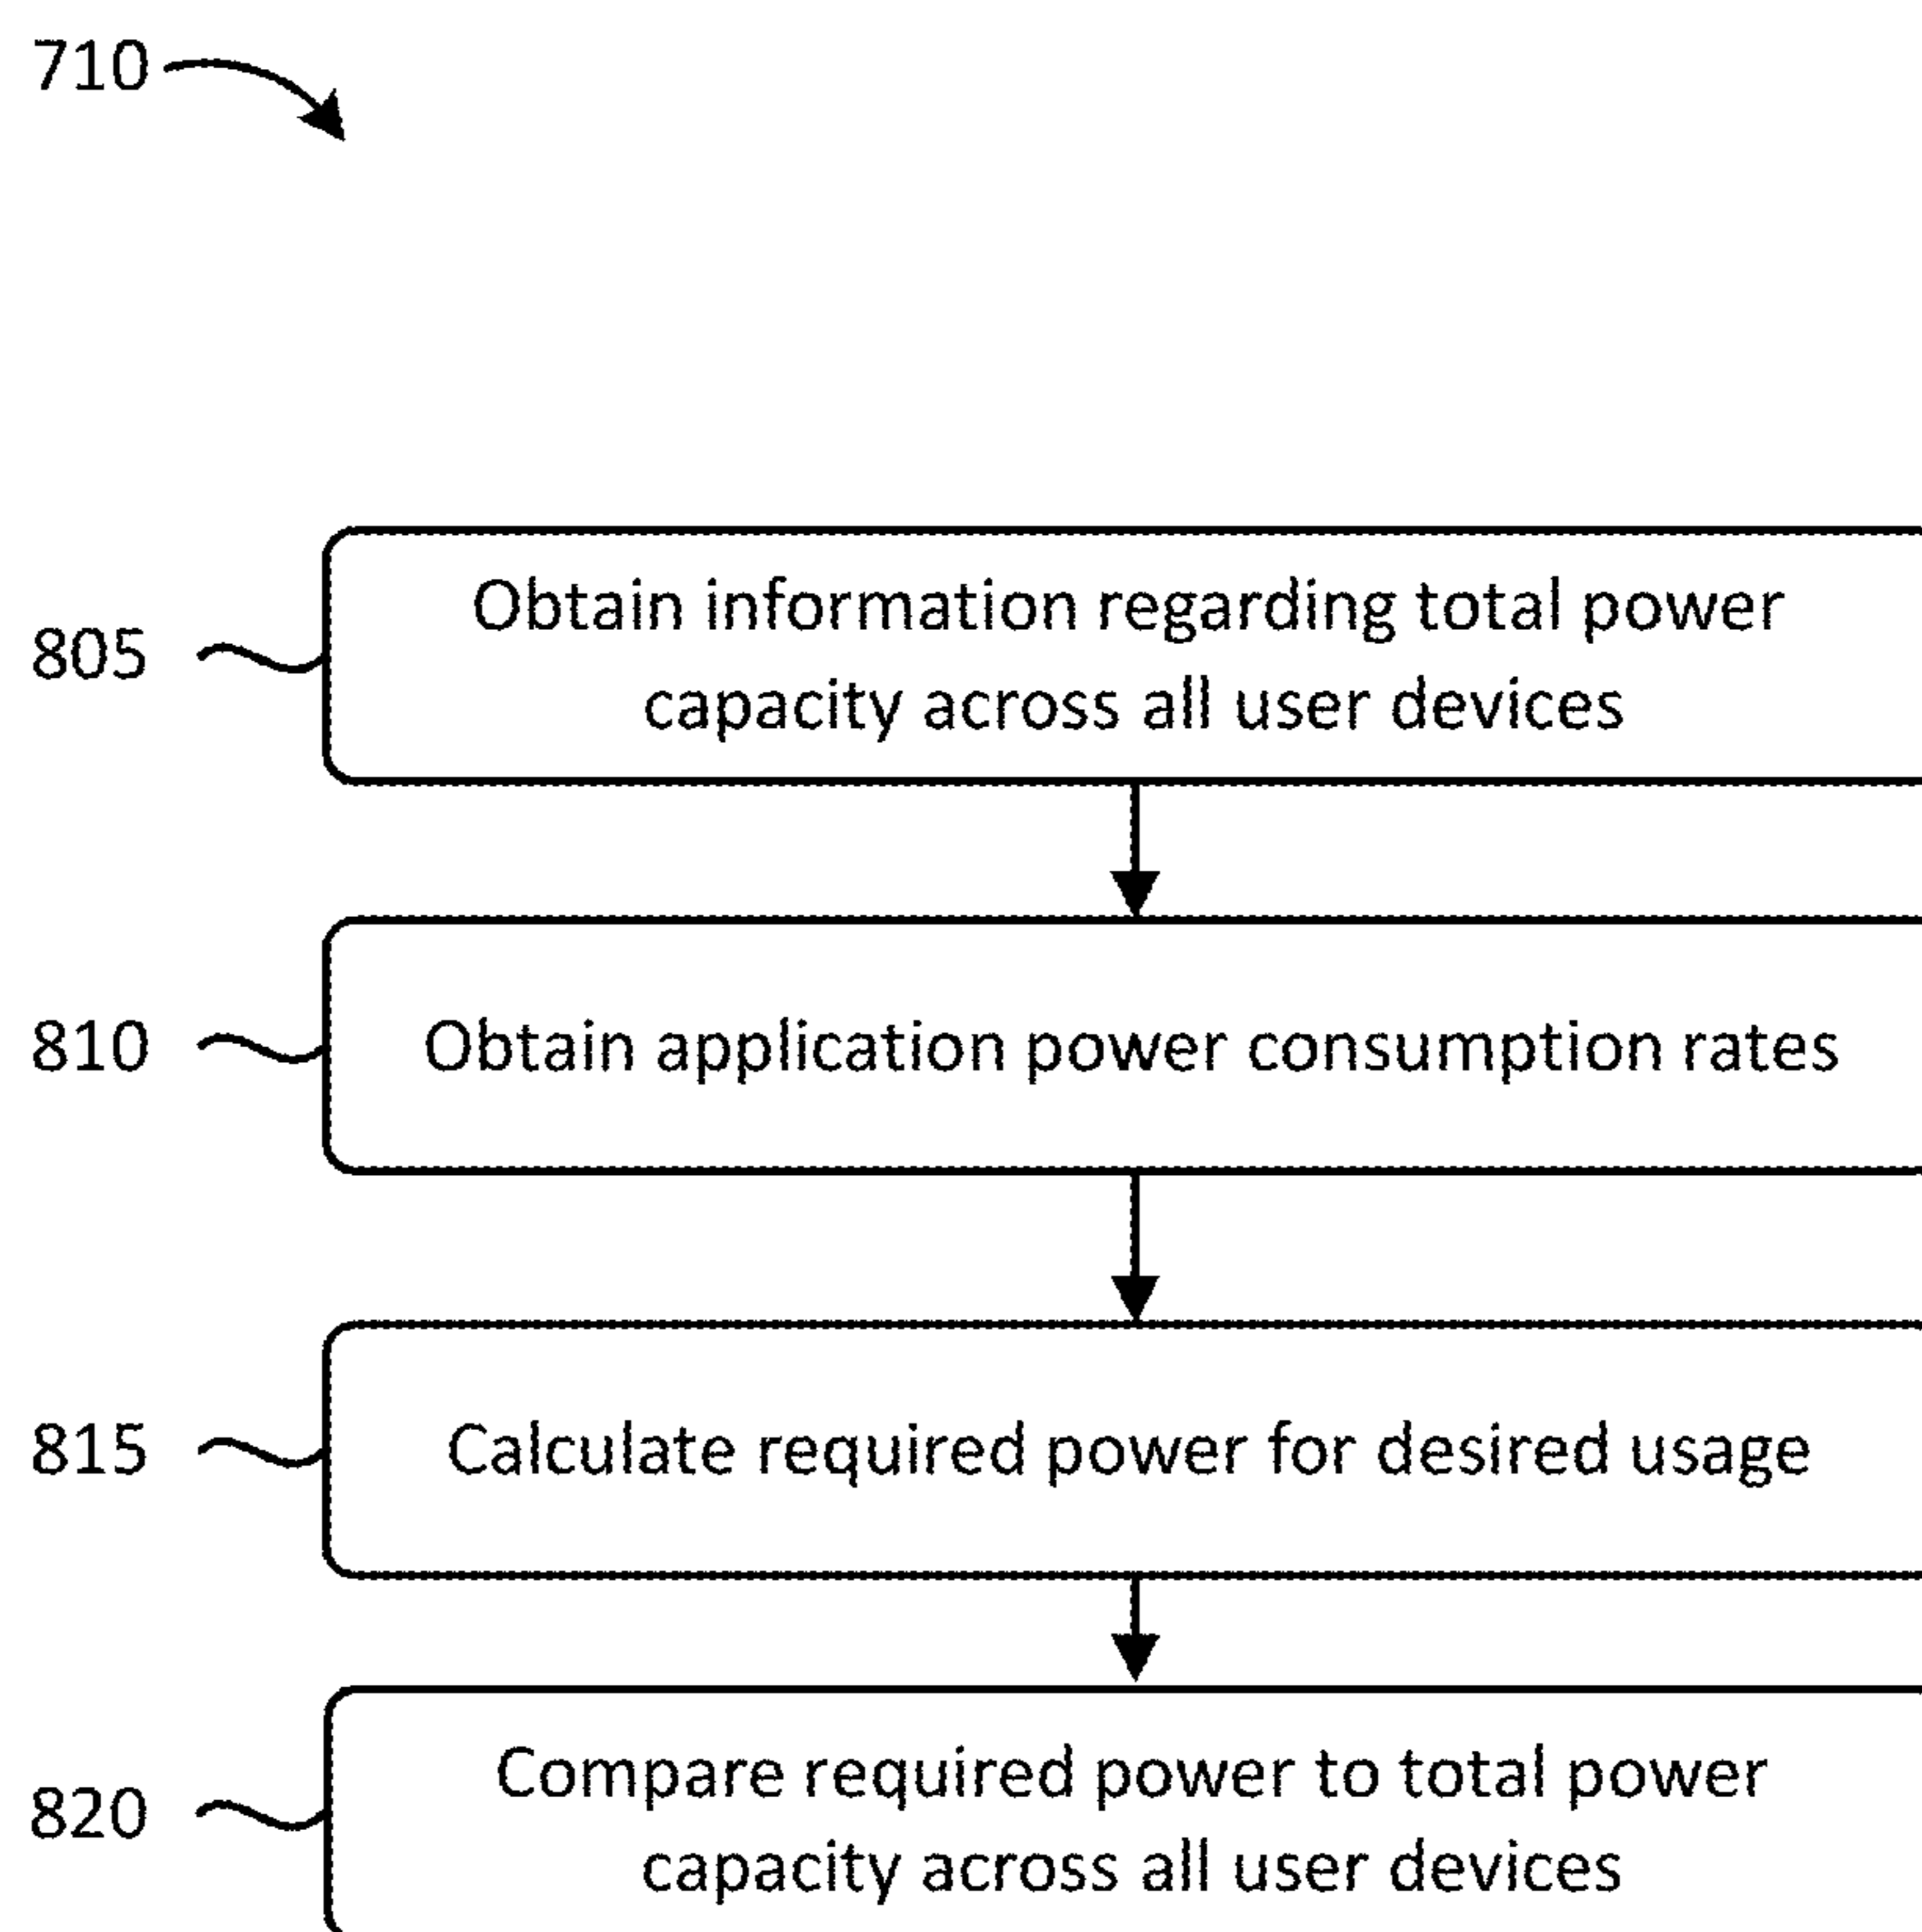 710
805
Obtain information regarding total power
capacity across all user devices
810
Obtain application power consumption rates
815
Calculate required power for desired usage
820
Compare required power to total power
capacity across all user devices